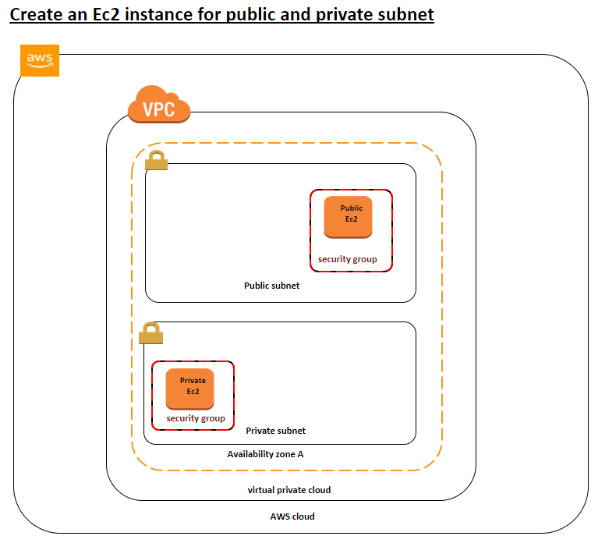 Create an Ec2 instance for public and private subnet
aws
VPC
Public
Ec2
security group
Public subnet
Private
Ec2
security group
Private subnet
Availability zone A
virtual private cloud
AWS cloud